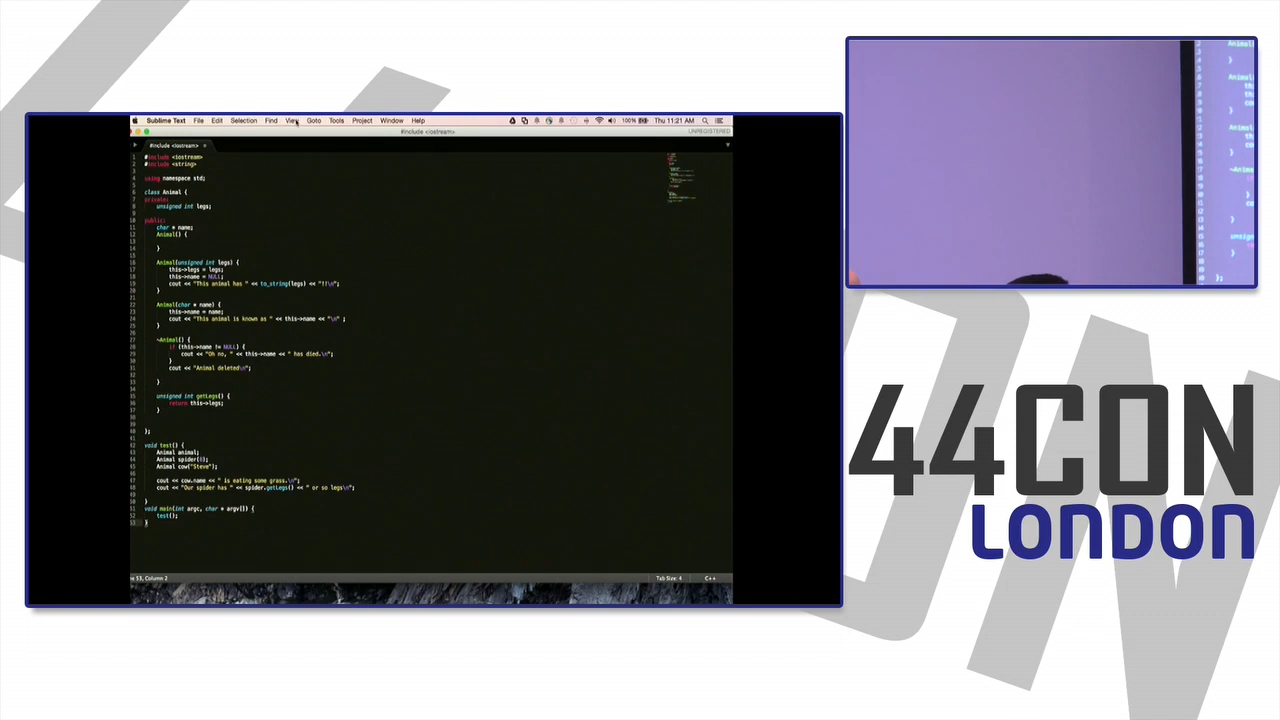 Sublime Text File Edit Selection Find View Goto Tools Project Window Help 100% Thu 11:21 AM
#include <iostream>
UNREGISTERED
#include <iostream>
#include <iostream>
#include <string>
using namespace std;
class Animal {
private:
unsigned int legs;
public:
char * name;
Animal() {
}
Animal(unsigned int legs) {
this->legs = legs;
this->name = NULL;
cout << "This animal has " << to_string(legs) << "!!\n";
}
Animal(char * name) {
this->name = name;
cout << "This animal is known as " << this->name << "\n" ;
}
~Animal() {
if (this->name != NULL) {
cout << "Oh no, " << this->name << " has died.\n";
}
cout << "Animal deleted\n";
}
unsigned int getLegs() {
return this->legs;
}
};
void test() {
Animal animal;
Animal cow("Steve");
cout << cow.name << " is eating some grass.\n";
cout << "Our spider has " << spider.getLegs() << " or so legs\n";
}
void main(int argc, char * argv[]) {
test();
}
Column 2
Tab Size: 4 C++
44CON
LONDON